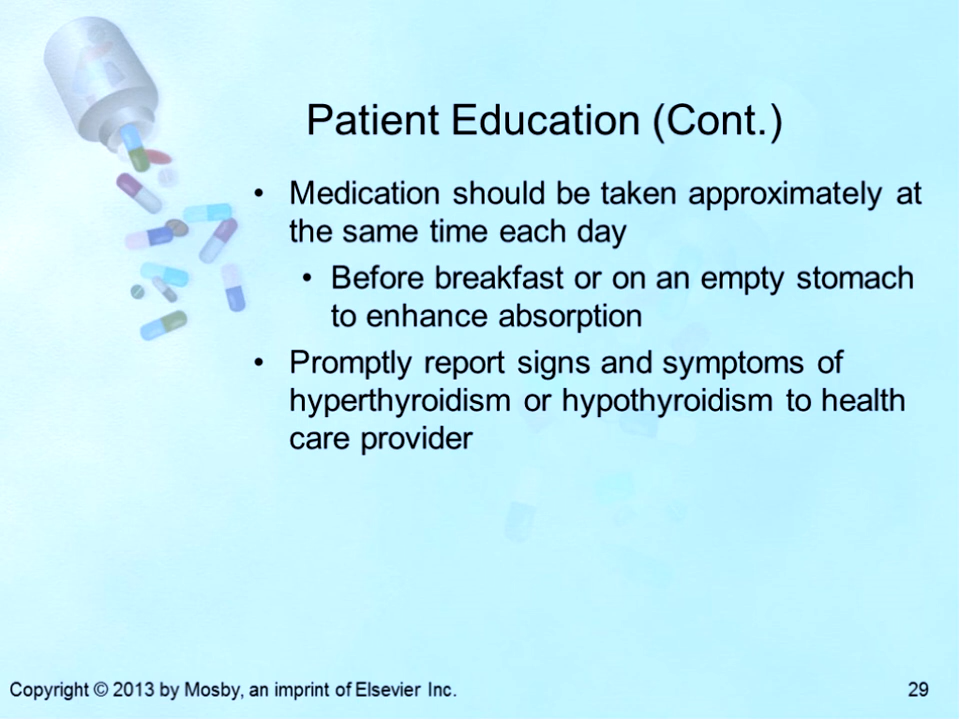 Patient Education (Cont.)
• Medication should be taken approximately at
the same time each day
• Before breakfast or on an empty stomach
to enhance absorption
• Promptly report signs and symptoms of
hyperthyroidism or hypothyroidism to health
care provider
Copyright © 2013 by Mosby, an imprint of Elsevier Inc.
29